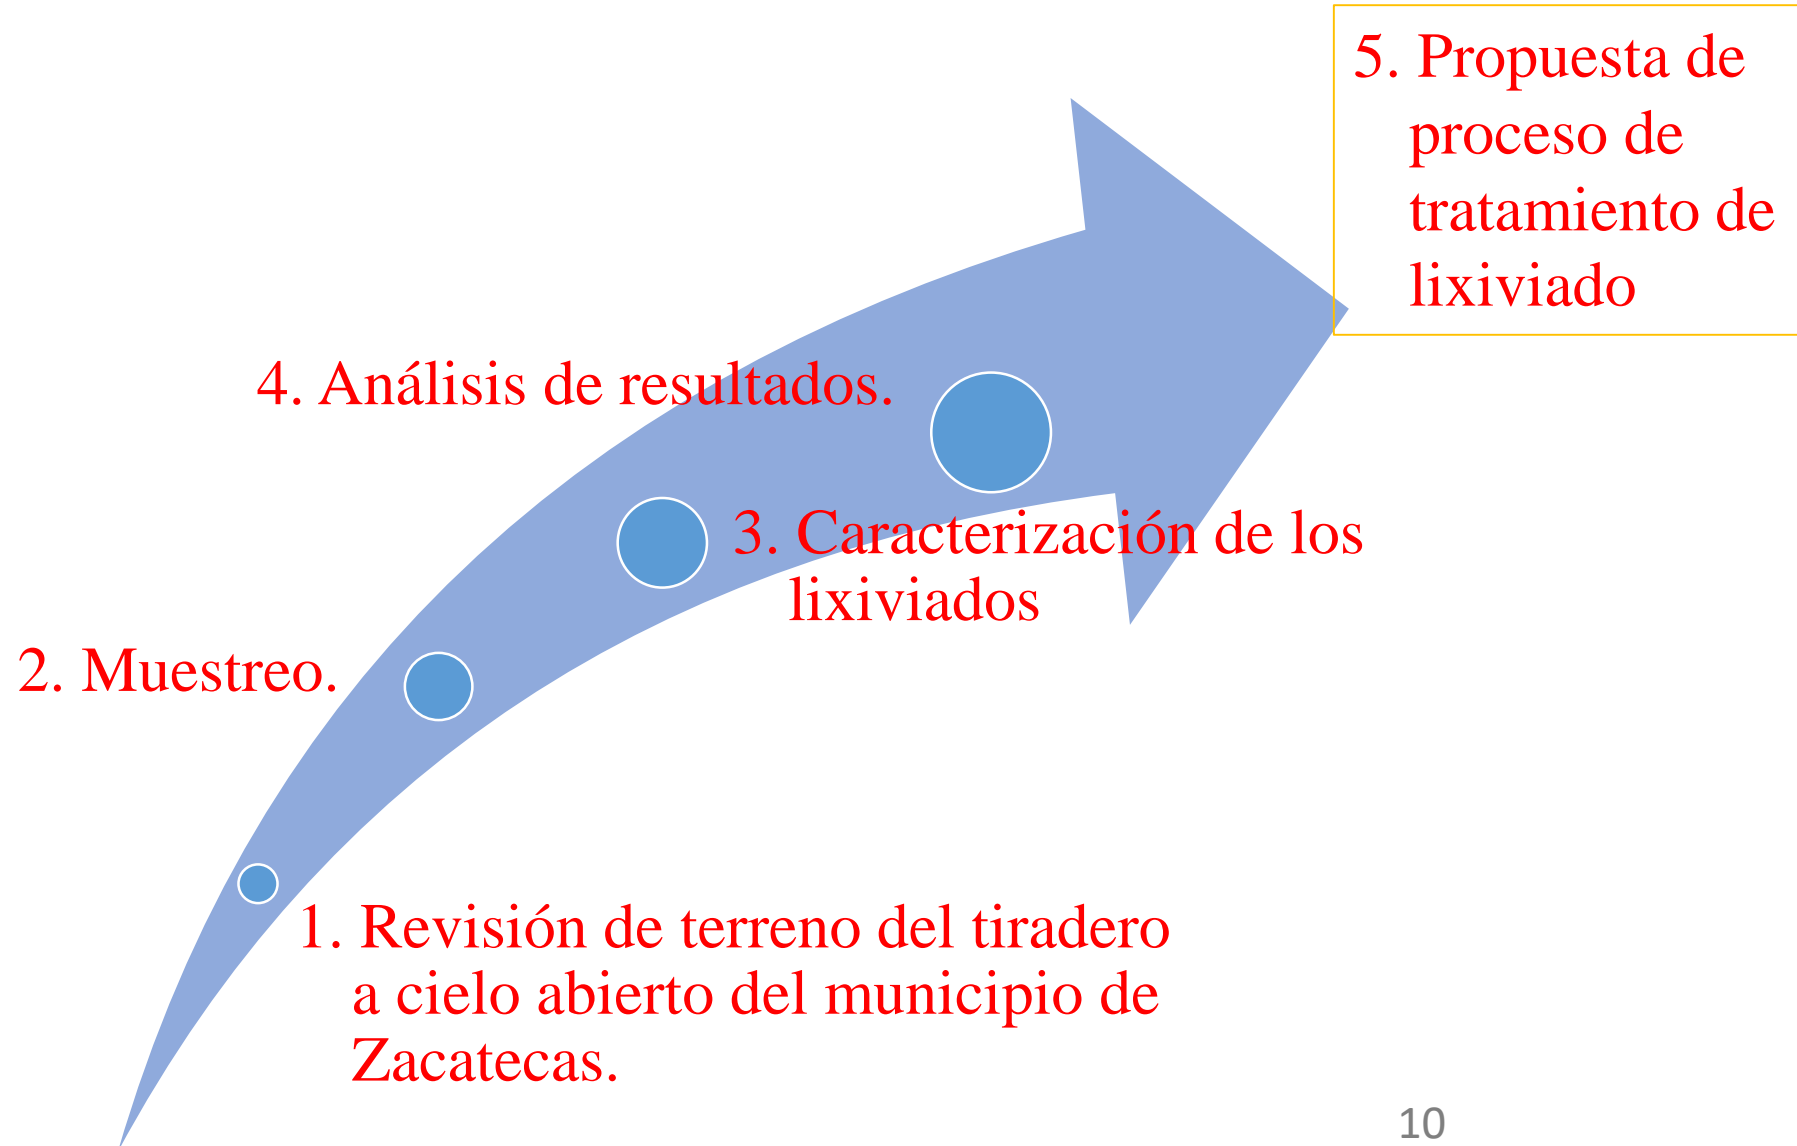 5. Propuesta de
proceso de
tratamiento de
lixiviado
4. Análisis de resultados.
3. Caracterización de los
lixiviados
2. Muestreo.
1. Revisión de terreno del tiradero
a cielo abierto del municipio de
Zacatecas.
10